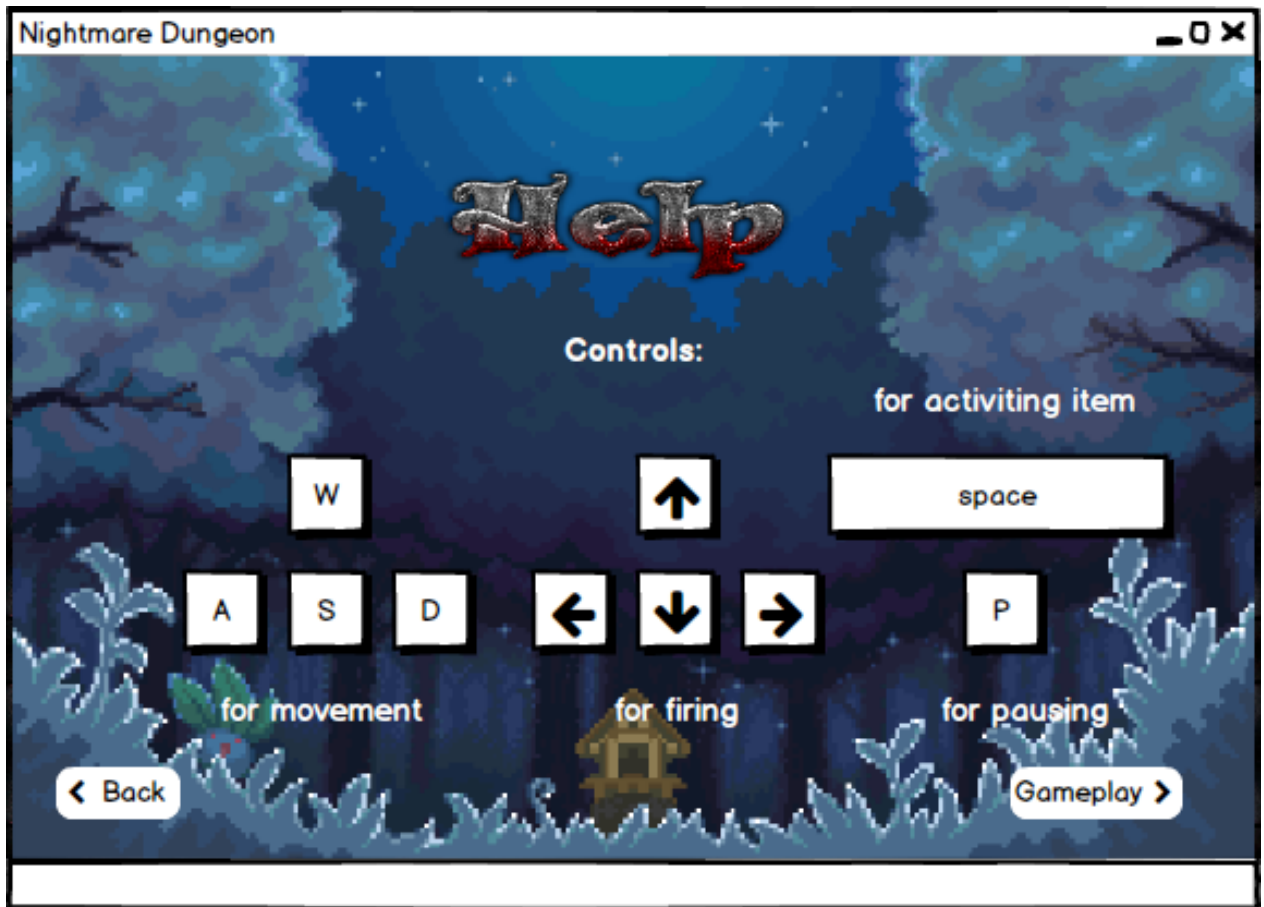 Nightmare Dungeon
Help
Controls:
for activiting item
W
space
A S D
P
for movement
for firing
for pausing
Back
Gameplay